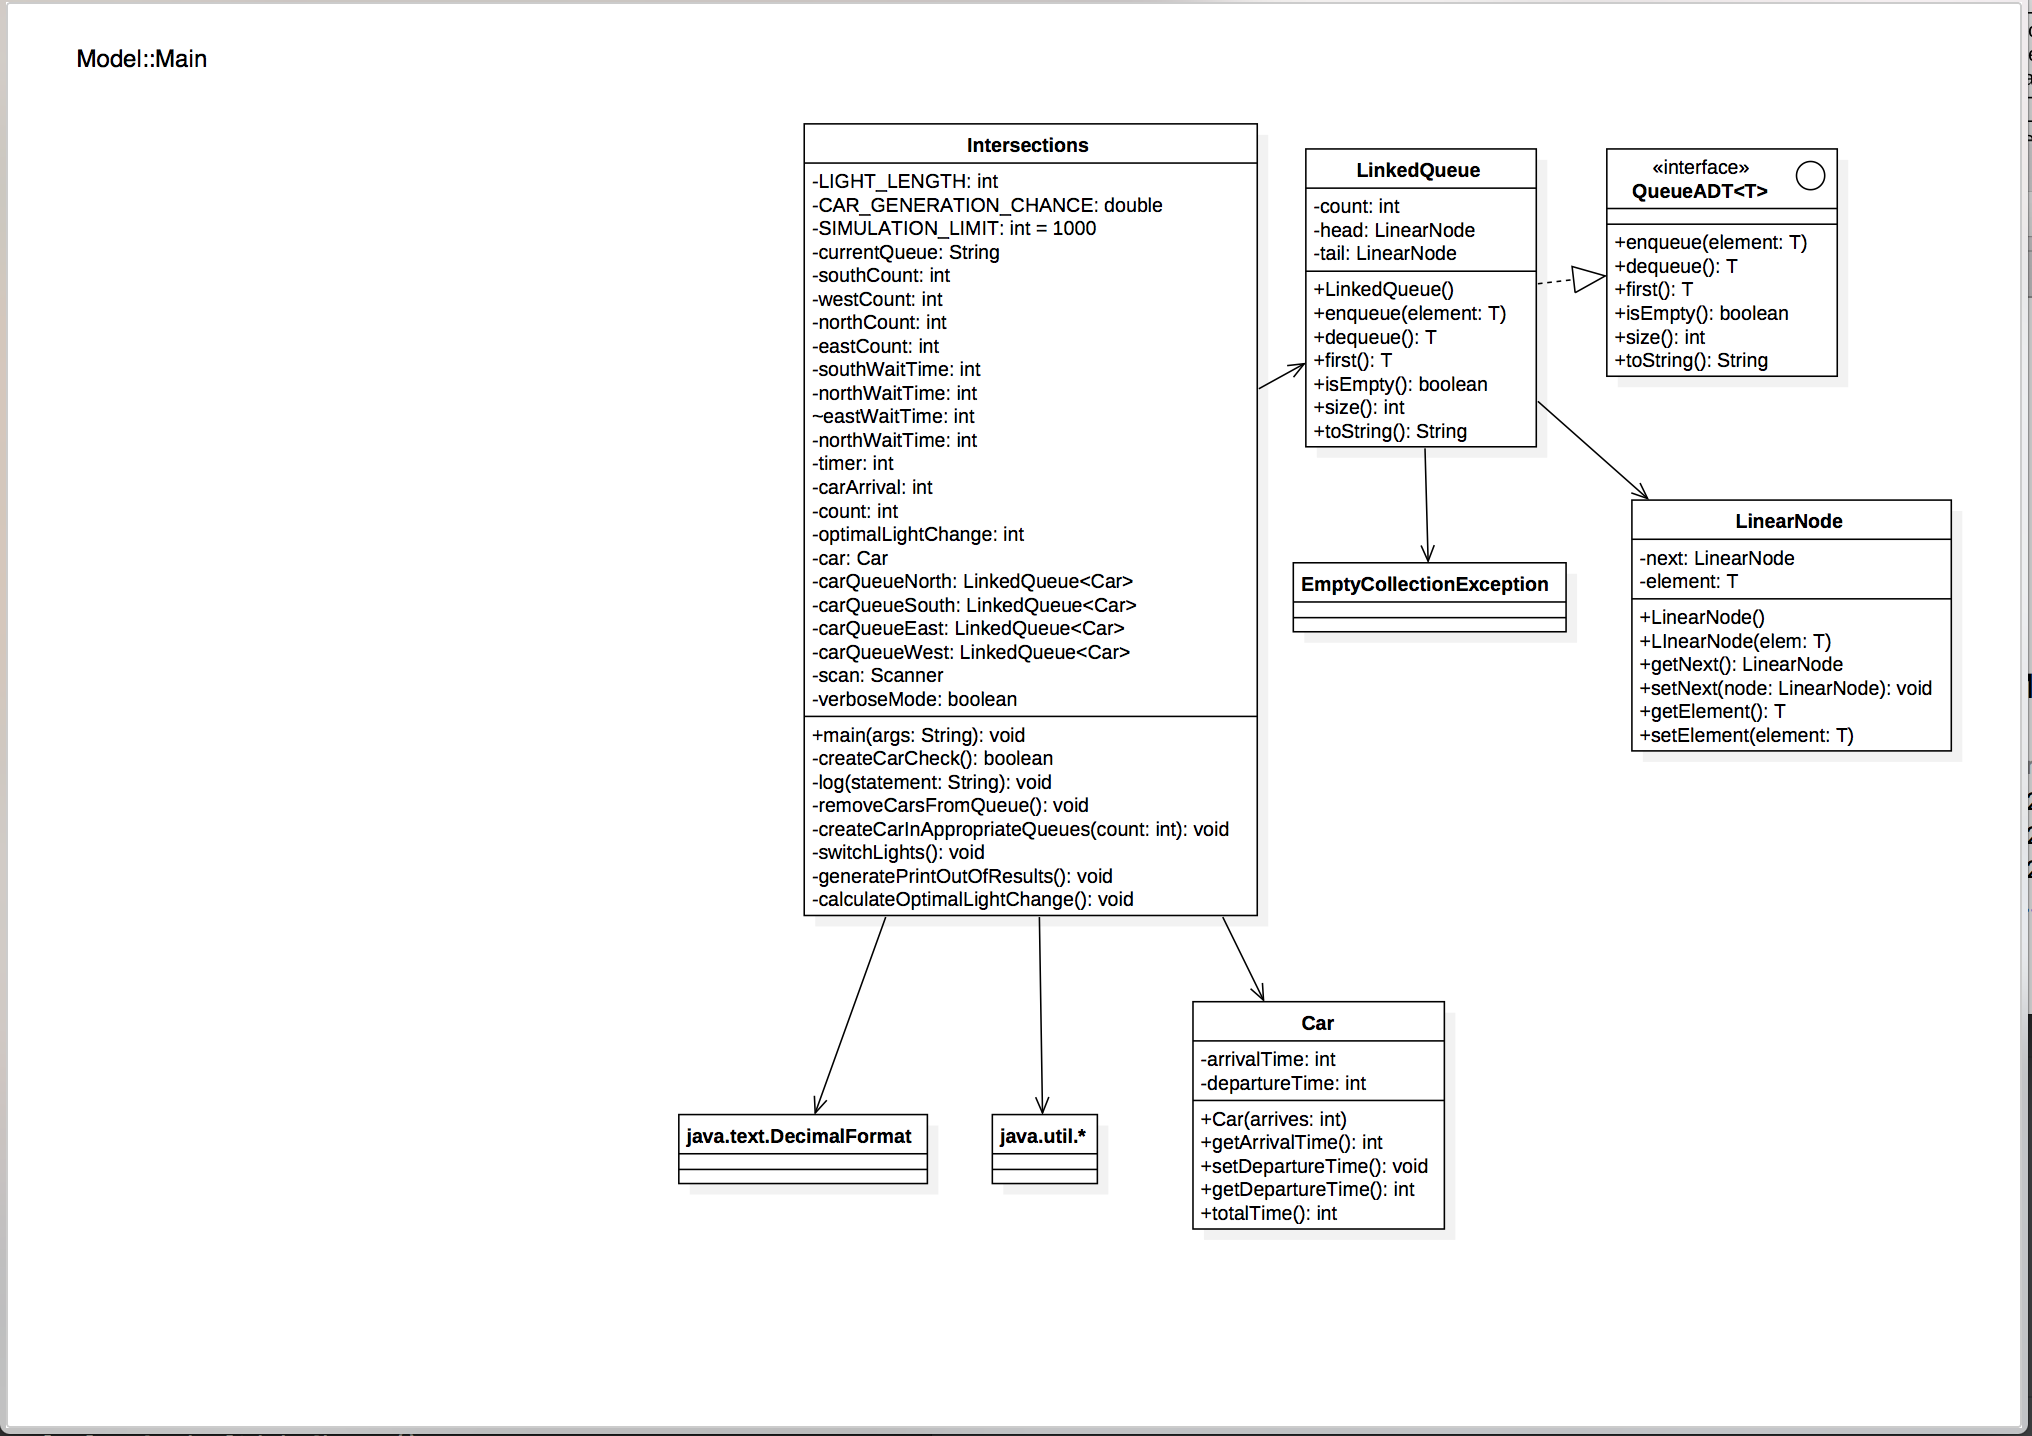 Model::Main
Intersections
-LIGHT_LENGTH: int
-CAR_GENERATION_CHANCE: double
-SIMULATION_LIMIT: int = 1000
-currentQueue: String
-southCount: int
-westCount: int
-northCount: int
-eastCount: int
-southWaitTime: int
-northWaitTime: int
~eastWaitTime: int
-northWaitTime: int
-timer: int
-carArrival: int
-count: int
-optimalLightChange: int
-car: Car
-carQueueNorth: LinkedQueue<Car>
-carQueueSouth: LinkedQueue<Car>
-carQueueEast: LinkedQueue<Car>
-carQueueWest: LinkedQueue<Car>
-scan: Scanner
-verboseMode: boolean
+main(args: String): void
-createCarCheck(): boolean
-log(statement: String): void
-removeCarsFromQueue(): void
-createCarInAppropriateQueues(count: int): void
-switchLights(): void
-generatePrintOutOfResults(): void
-calculateOptimalLightChange(): void
LinkedQueue
-count: int
-head: LinearNode
-tail: LinearNode
+LinkedQueue()
+enqueue(element: T)
+dequeue(): T
+first(): T
+isEmpty(): boolean
+size(): int
+toString(): String
«interface»
QueueADT<T>
+enqueue(element: T)
+dequeue(): T
+first(): T
+isEmpty(): boolean
+size(): int
+toString(): String
EmptyCollectionException
LinearNode
-next: LinearNode
-element: T
+LinearNode()
+LInearNode(elem: T)
+getNext(): LinearNode
+setNext(node: LinearNode): void
+getElement(): T
+setElement(element: T)
java.text.DecimalFormat
java.util.*
Car
-arrivalTime: int
-departureTime: int
+Car(arrives: int)
+getArrivalTime(): int
+setDepartureTime(): void
+getDepartureTime(): int
+totalTime(): int